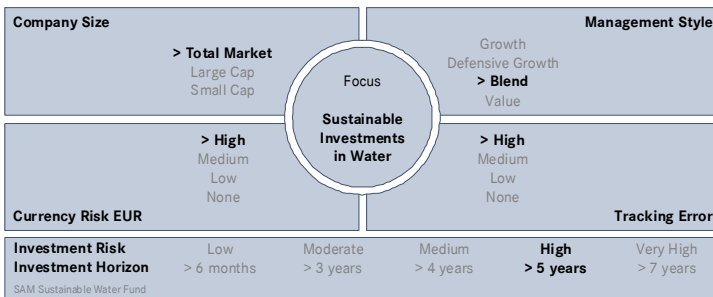 Company Size
> Total Market
Large Cap
Small Cap
Management Style
Growth
Defensive Growth
> Blend
Value
Focus
Sustainable
Investments
in Water
> High
Medium
Low
None
Currency Risk EUR
> High
Medium
Low
None
Tracking Error
Investment Risk Low Moderate Medium High Very High
Investment Horizon > 6 months > 3 years > 4 years > 5 years > 7 years
SAM Sustainable Water Fund